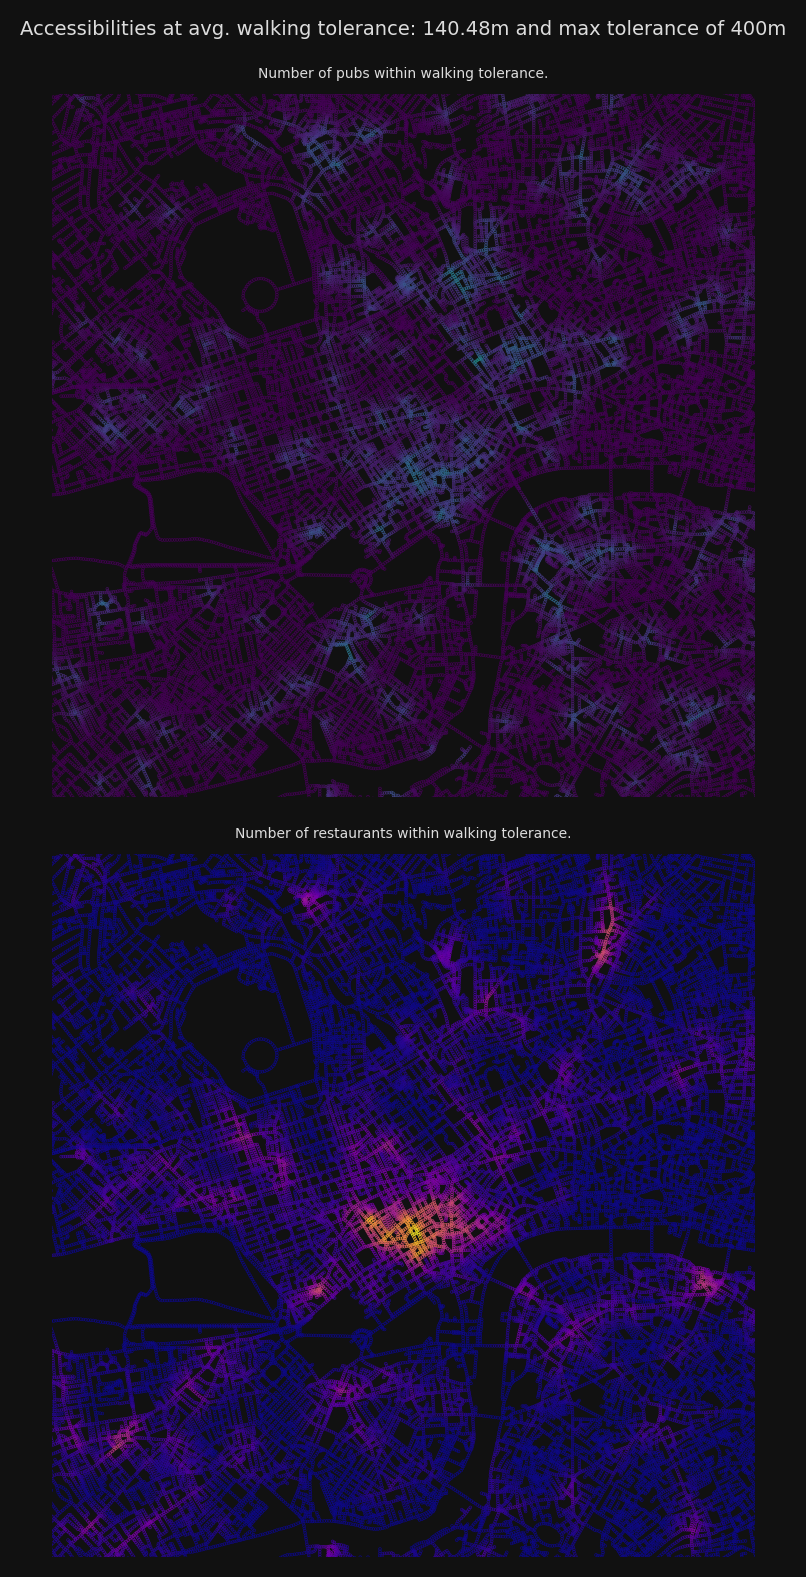 Accessibilities at avg. walking tolerance: 140.48m and max tolerance of 400m
Number of pubs within walking tolerance.
Number of restaurants within walking tolerance.